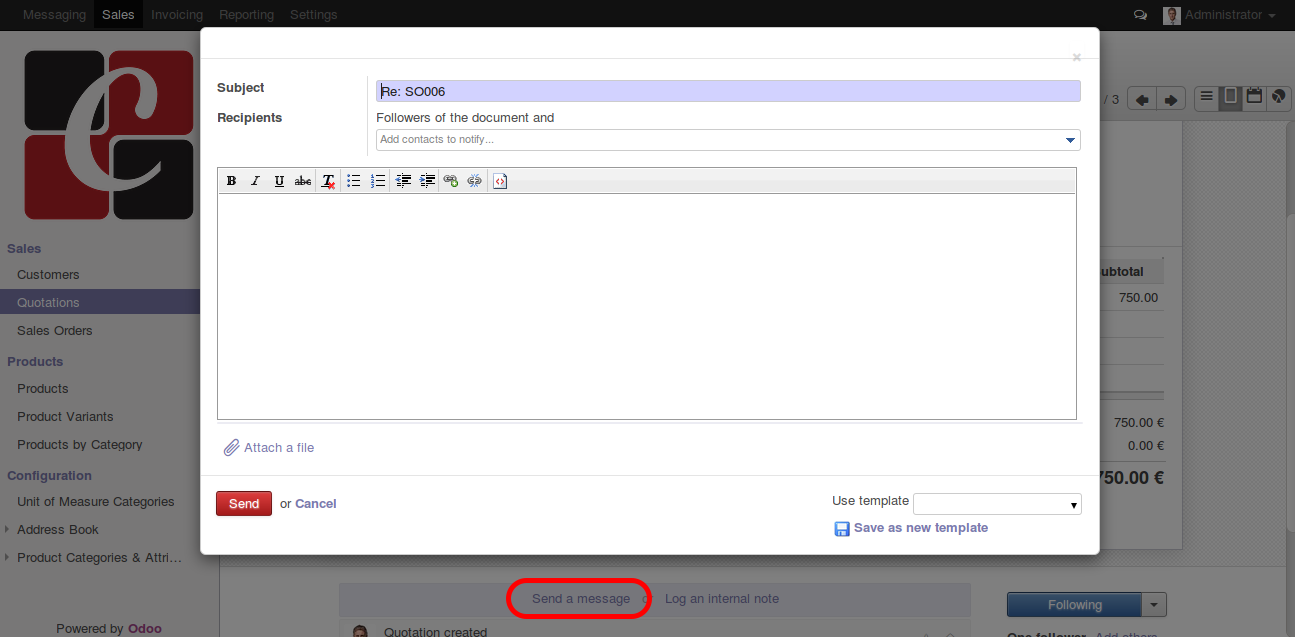 Messaging Sales Invoicing Reporting Settings Administrator
/ 3
Subject Re: SO006
Recipients Followers of the document and
Add contacts to notify...
B I U abc T
Attach a file
Send or Cancel
Use template
Save as new template
C
Sales
Customers
Quotations
Sales Orders
Products
Products
Product Variants
Products by Category
Configuration
Unit of Measure Categories
Address Book
Product Categories & Attri...
Powered by Odoo
ubtotal
750.00
750.00 €
0.00 €
750.00 €
Send a message Log an internal note
Quotation created
Following
One follower Add others